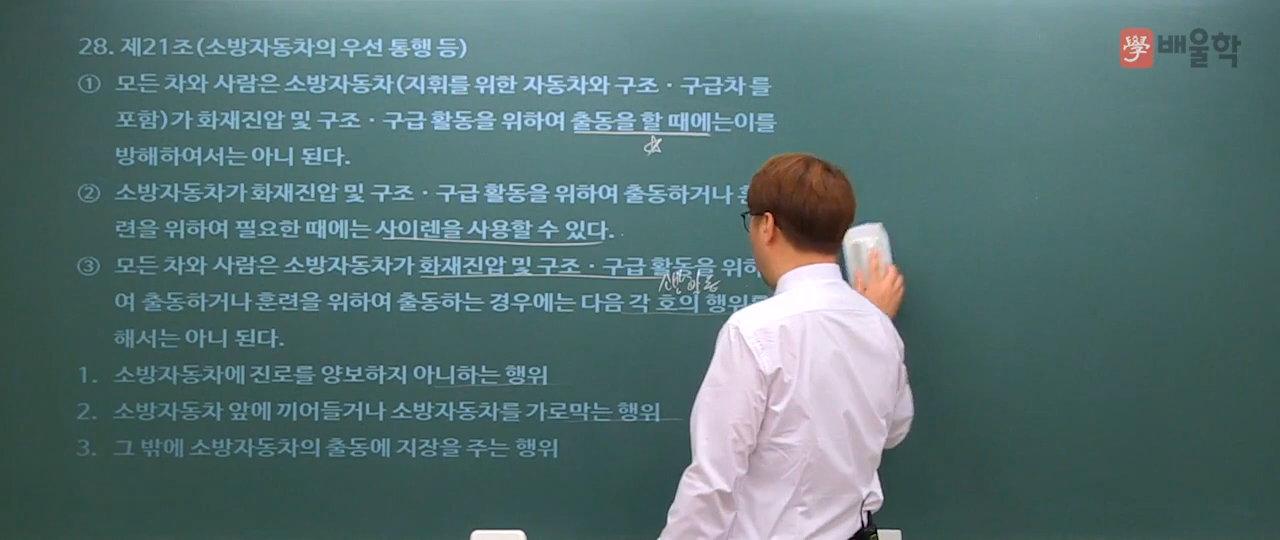 學 배울학
28. 제21조(소방자동차의 우선 통행 등)
① 모든 차와 사람은 소방자동차(지휘를 위한 자동차와 구조 · 구급차 를
포함)가 화재진압 및 구조 · 구급 활동을 위하여 출동을 할 때에는이를
방해하여서는 아니 된다.
② 소방자동차가 화재진압 및 구조 · 구급 활동을 위하여 출동하거나
련을 위하여 필요한 때에는 사이렌을 사용할 수 있다.
③ 모든 차와 사람은 소방자동차가 화재진압 및 구조 · 구급 활동을 위하
여 출동하거나 훈련을 위하여 출동하는 경우에는 다음 각 호의 행위를
해서는 아니 된다.
1. 소방자동차에 진로를 양보하지 아니하는 행위
2. 소방자동차 앞에 끼어들거나 소방자동차를 가로막는 행위
3. 그 밖에 소방자동차의 출동에 지장을 주는 행위